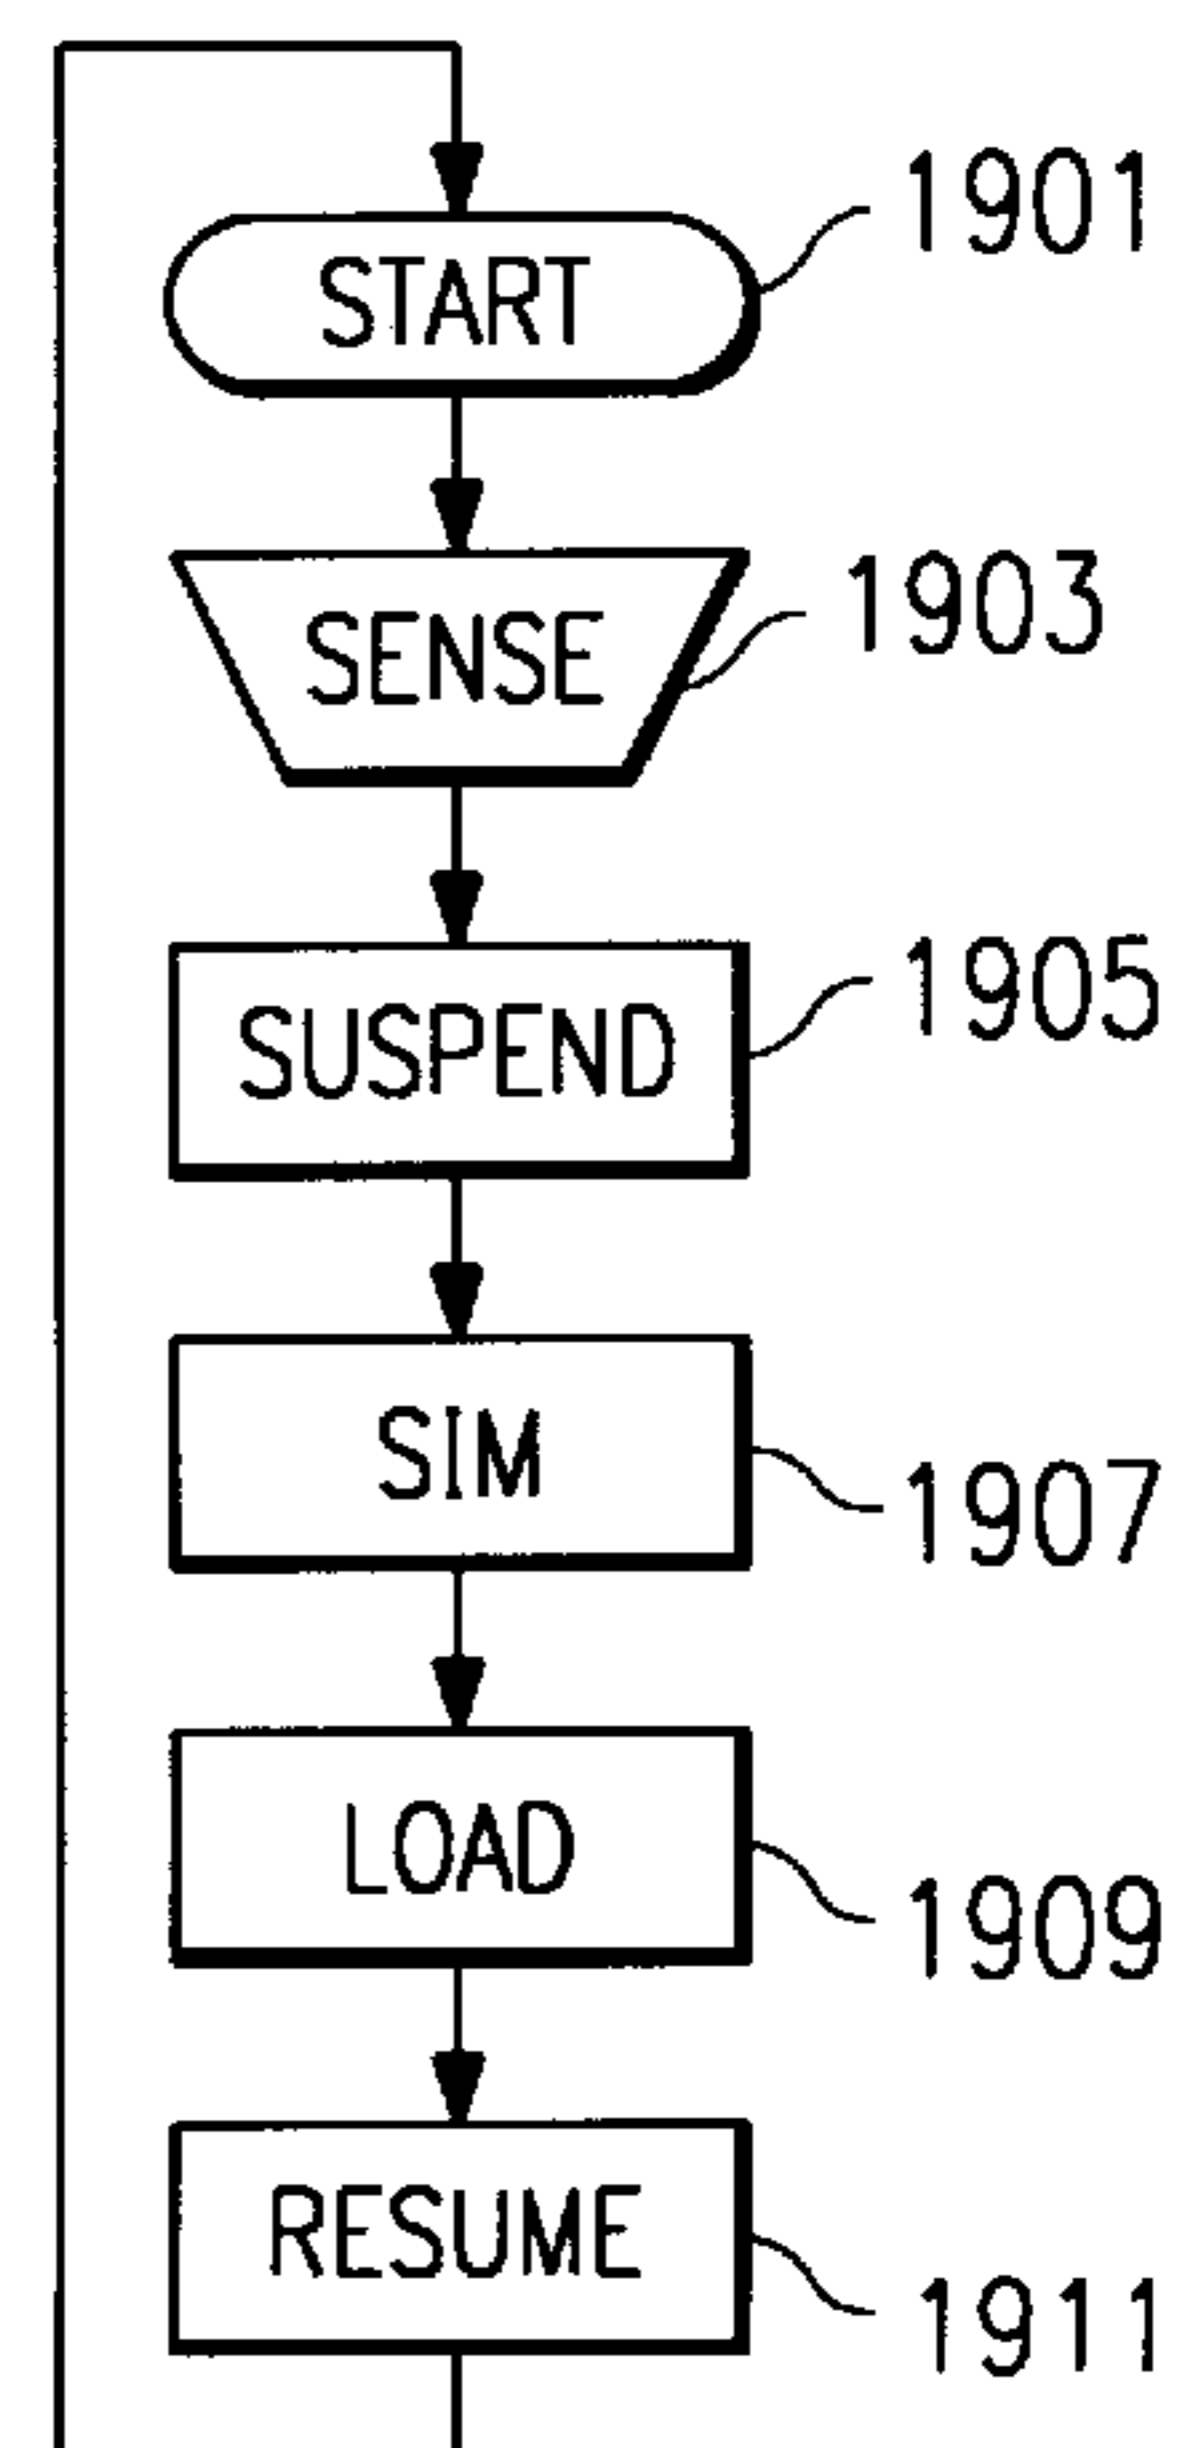 1901
START
1903
SENSE
1905
SUSPEND
SIM
1907
LOAD
1909
RESUME
1911